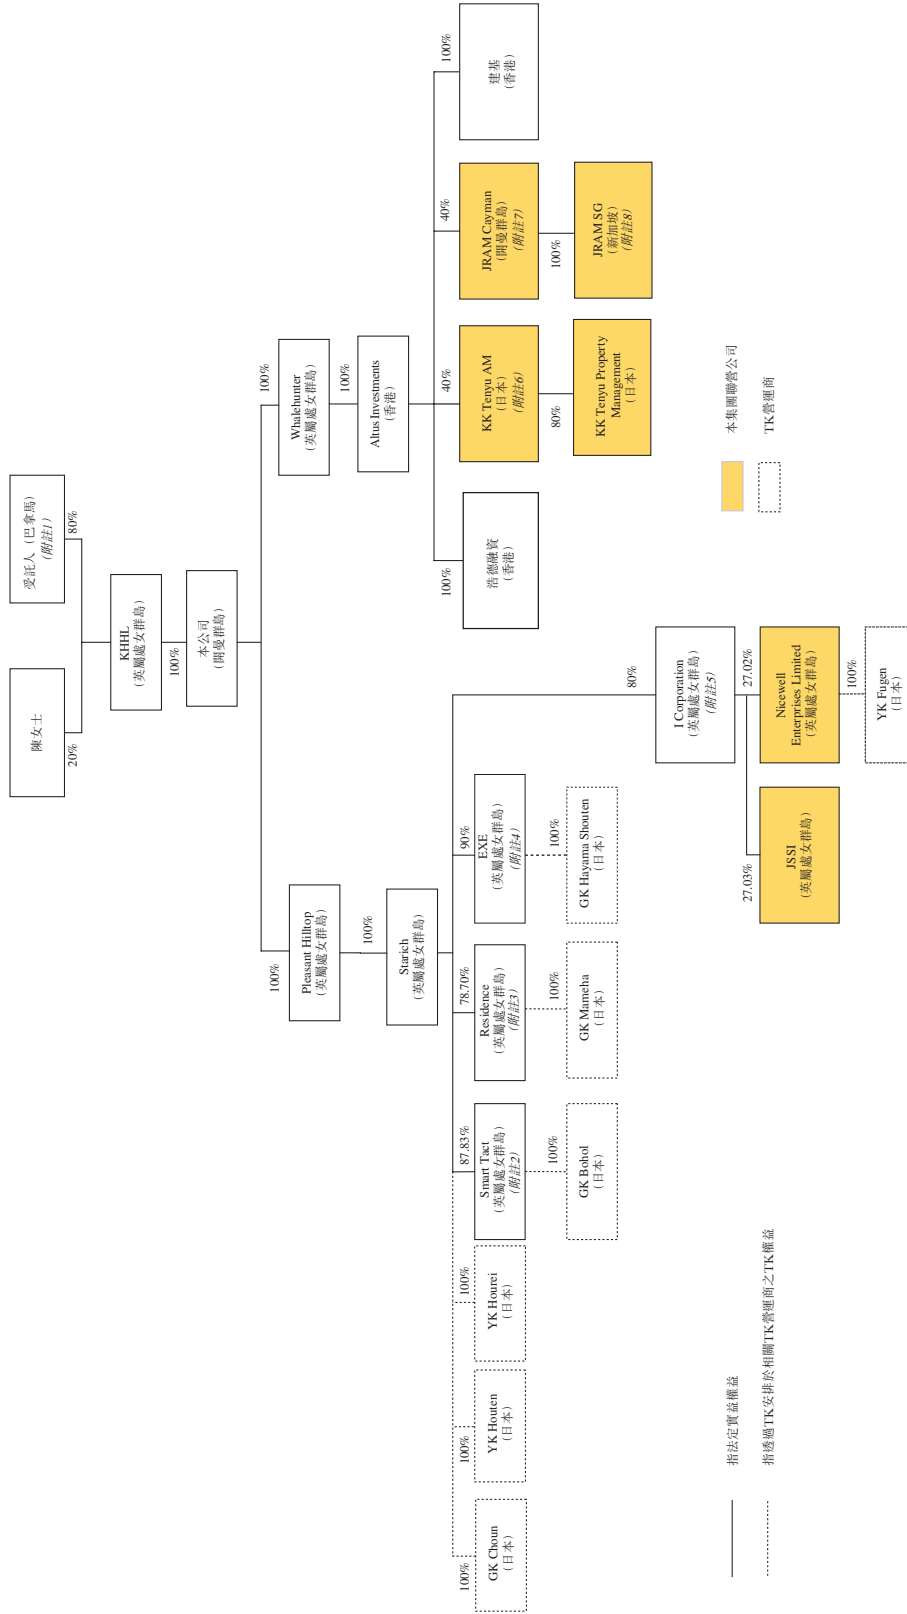 陳女士
受託人（巴拿馬）
(附註1)
20%
80%
KHHL
(英屬處女群島)
100%
本公司
(開曼群島)
100%
100%
Pleasant Hilltop
(英屬處女群島)
Whalehunter
(英屬處女群島)
100%
100%
Starich
(英屬處女群島)
Altus Investments
(香港)
100%
100%
100%
87.83%
78.70%
90%
80%
100%
40%
40%
100%
GK Choun
(日本)
YK Houten
(日本)
YK Hourei
(日本)
Smart Tact
(英屬處女群島)
(附註2)
Residence
(英屬處女群島)
(附註3)
EXE
(英屬處女群島)
(附註4)
浩德融資
(香港)
KK Tenyu AM
(日本)
(附註6)
JRAM Cayman
(開曼群島)
(附註7)
建基
(香港)
100%
100%
100%
80%
100%
GK Bohol
(日本)
GK Mameha
(日本)
GK Hayama Shouten
(日本)
KK Tenyu Property
Management
(日本)
JRAM SG
(新加坡)
(附註8)
I Corporation
(英屬處女群島)
(附註5)
27.03%
27.02%
JSSI
(英屬處女群島)
Nicewell
Enterprises Limited
(英屬處女群島)
100%
YK Fugen
(日本)
指法定實益權益
指透過TK安排於相關TK營運商之TK權益
本集團聯營公司
TK營運商